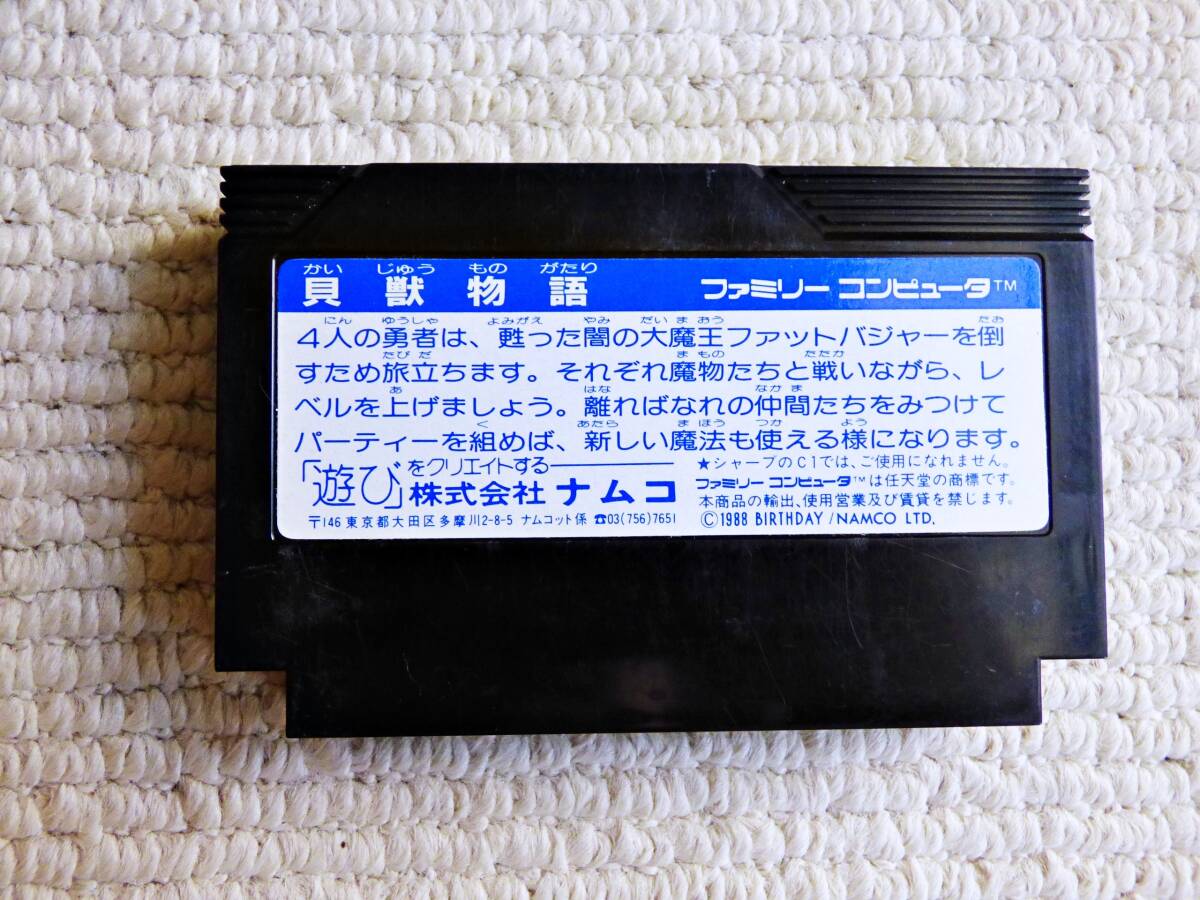 かい じゅう もの がたり
貝獣物語 ファミリー コンピュータ™
にん ゆうしゃ よみがえ やみ だい ま おう たお
4人の勇者は、甦った闇の大魔王ファットバジャーを倒
たび だ ま もの たたか
すため旅立ちます。それぞれ魔物たちと戦いながら、レ
あ はな なか ま
ベルを上げましょう。離ればなれの仲間たちをみつけて
く あたら ま ほう つか よう
パーティーを組めば、新しい魔法も使える様になります。
「遊び」をクリエイトする――
株式会社 ナムコ
〒146 東京都大田区多摩川2-8-5 ナムコット係 ☎03(756)7651
★シャープのC1では、ご使用になれません。
ファミリー コンピュータ™は任天堂の商標です。
本商品の輸出、使用営業及び賃貸を禁じます。
©1988 BIRTHDAY/NAMCO LTD.